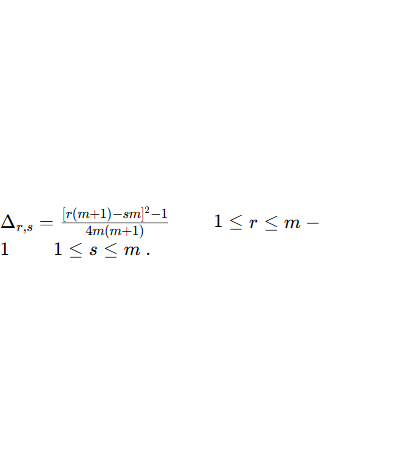 Δ_{r,s} = \frac{[r(m+1)−sm]²−1}{4m(m+1)} 1 ≤ r ≤ m −
1 1 ≤ s ≤ m .